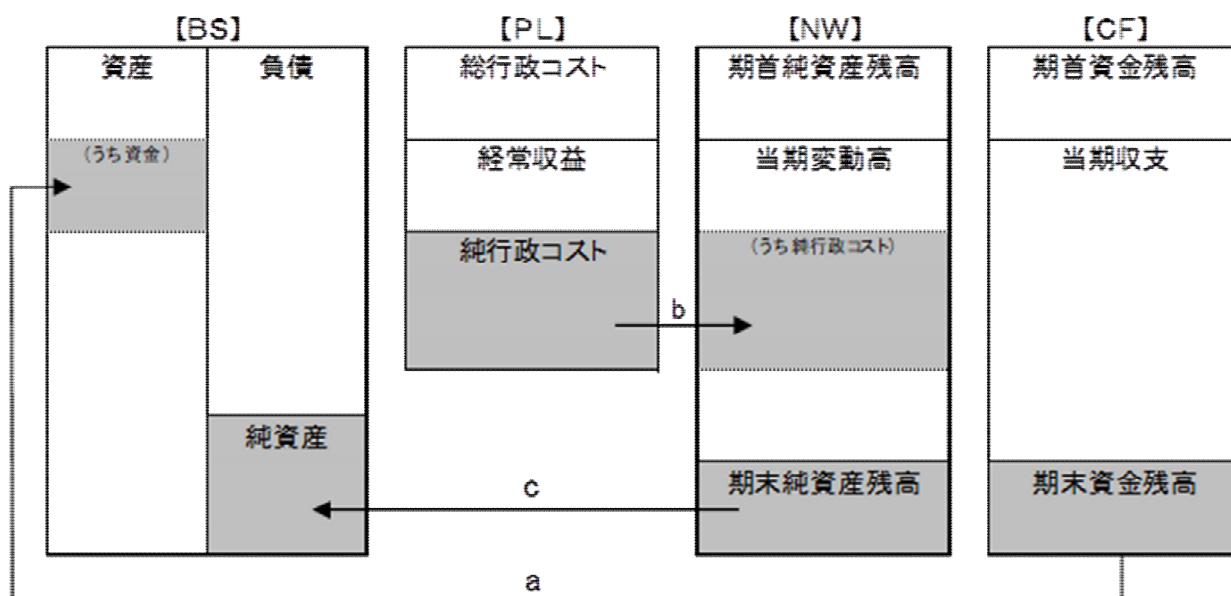 【BS】
資産
負債
(うち資金)
純資産
【PL】
総行政コスト
経常収益
純行政コスト
b
【NW】
期首純資産残高
当期変動高
(うち純行政コスト)
期末純資産残高
c
【CF】
期首資金残高
当期収支
期末資金残高
a